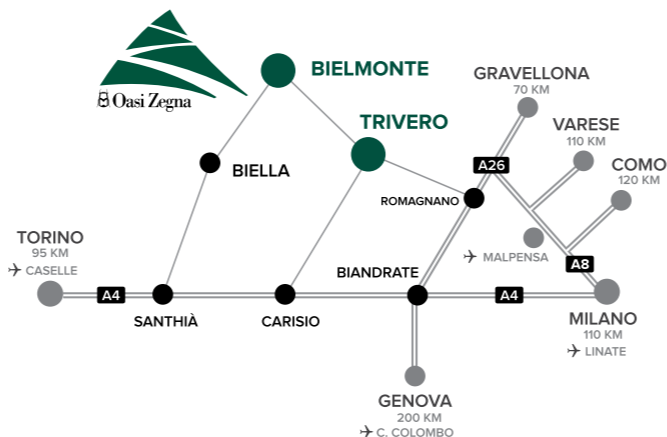 BIELMONTE
GRAVELLONA
70 KM
Oasi Zegna
TRIVERO
VARESE
110 KM
A26
COMO
120 KM
BIELLA
ROMAGNANO
TORINO
95 KM
CASELLE
MALPENSA
BIANDRATE
A8
A4
A4
SANTHIÀ
CARISIO
MILANO
110 KM
LINATE
GENOVA
200 KM
C. COLOMBO